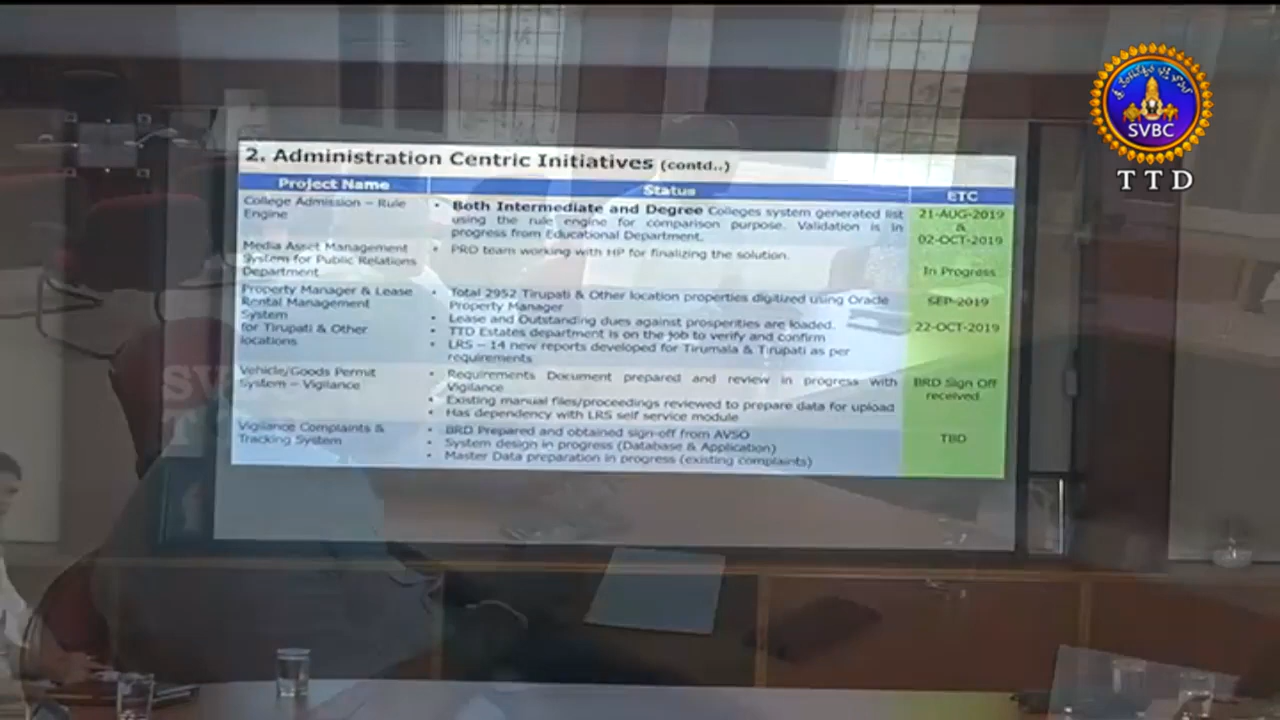 SVBC
TTD
2. Administration Centric Initiatives (contd..)
Project Name
Status
ETC
College Admission – Rule
Engine
• Both Intermediate and Degree Colleges system generated list
using the rule engine for comparison purpose. Validation is in
progress from Educational Department.
21-AUG-2019
&
02-OCT-2019
Media Asset Management
System for Public Relations
Department
• PRD team working with HP for finalizing the solution.
In Progress
Property Manager & Lease
Rental Management
System
for Tirupati & Other
locations
• Total 2952 Tirupati & Other location properties digitized using Oracle
Property Manager
• Lease and Outstanding dues against prosperities are loaded.
• TTD Estates department is on the job to verify and confirm
• LRS – 14 new reports developed for Tirumala & Tirupati as per
requirements
SEP-2019
22-OCT-2019
Vehicle/Goods Permit
System – Vigilance
• Requirements Document prepared and review in progress with
Vigilance
• Existing manual files/proceedings reviewed to prepare data for upload
• Has dependency with LRS self service module
BRD Sign Off
received
Vigilance Complaints &
Tracking System
• BRD Prepared and obtained sign-off from AVSO
• System design in progress (Database & Application)
• Master Data preparation in progress (existing complaints)
TBD